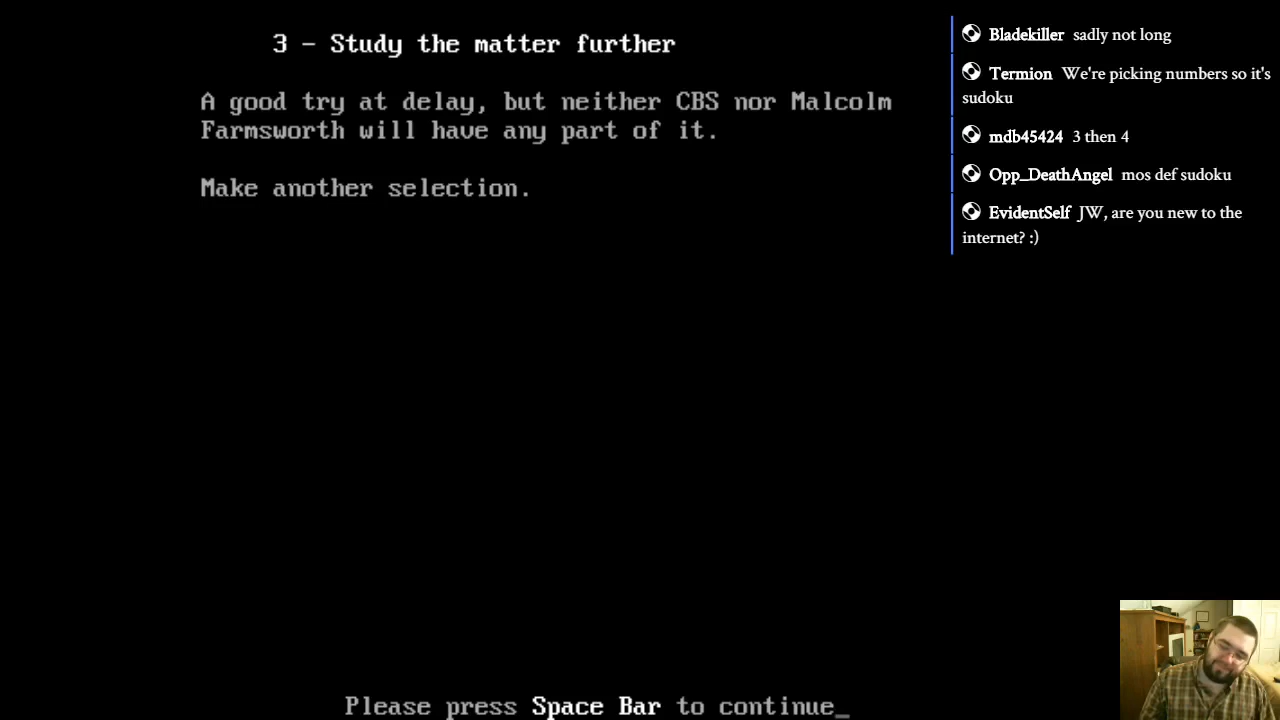 3 - Study the matter further
A good try at delay, but neither CBS nor Malcolm
Farmsworth will have any part of it.
Make another selection.
Please press Space Bar to continue_
Bladekiller sadly not long
Termion We're picking numbers so it's
sudoku
mdb45424 3 then 4
Opp_DeathAngel mos def sudoku
EvidentSelf JW, are you new to the
internet? :)